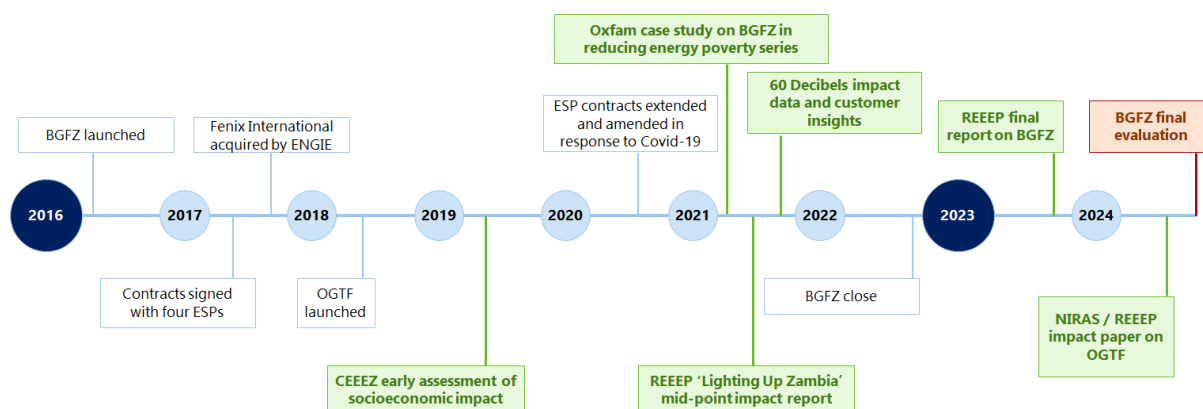 Oxfam case study on BGFZ in
reducing energy poverty series
60 Decibels impact
data and customer
insights
ESP contracts extended
and amended in
response to Covid-19
BGFZ launched
Fenix International
acquired by ENGIE
REEEP final
report on BGFZ
BGFZ final
evaluation
2016
2017
2018
2019
2020
2021
2022
2023
2024
Contracts signed
with four ESPs
OGTF
launched
BGFZ close
NIRAS / REEEP
impact paper on
OGTF
CEEEZ early assessment of
socioeconomic impact
REEEP ‘Lighting Up Zambia’
mid-point impact report